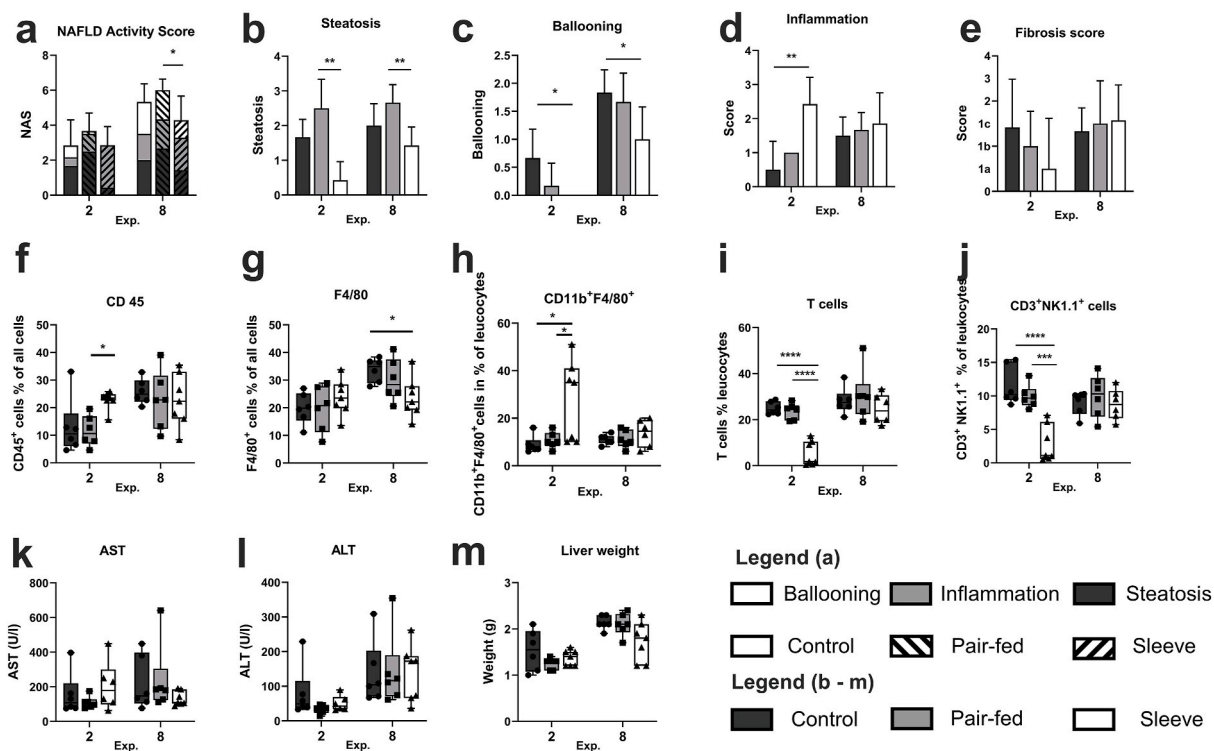 a
NAFLD Activity Score
NAS
8
6
4
2
0
*
2
8
Exp.
b
Steatosis
Steatosis
4
3
2
1
0
**
**
2
8
Exp.
c
Ballooning
Ballooning
3
2
1
0
*
*
2
8
Exp.
d
Inflammation
Score
4
3
2
1
0
**
2
8
Exp.
e
Fibrosis score
Score
4
3
2
1c
1b
1a
0
2
8
Exp.
f
CD 45
CD45+ cells % of all cells
50
40
30
20
10
0
*
2
8
Exp.
g
F4/80
F4/80+ cells % of all cells
50
40
30
20
10
0
*
2
8
Exp.
h
CD11b+F4/80+
CD11b+F4/80+ cells in % of leucocytes
60
40
20
0
*
*
2
8
Exp.
i
T cells
T cells % leucocytes
60
40
20
0
****
****
2
8
Exp.
j
CD3+NK1.1+ cells
CD3+ NK1.1+ % of leukocytes
20
15
10
5
0
****
***
2
8
Exp.
k
AST
AST (U/l)
800
600
400
200
0
2
8
Exp.
l
ALT
ALT (U/l)
400
300
200
100
0
2
8
Exp.
m
Liver weight
Weight (g)
3
2
1
0
2
8
Exp.
Legend (a)
Ballooning Inflammation Steatosis
Control Pair-fed Sleeve
Legend (b - m)
Control Pair-fed Sleeve